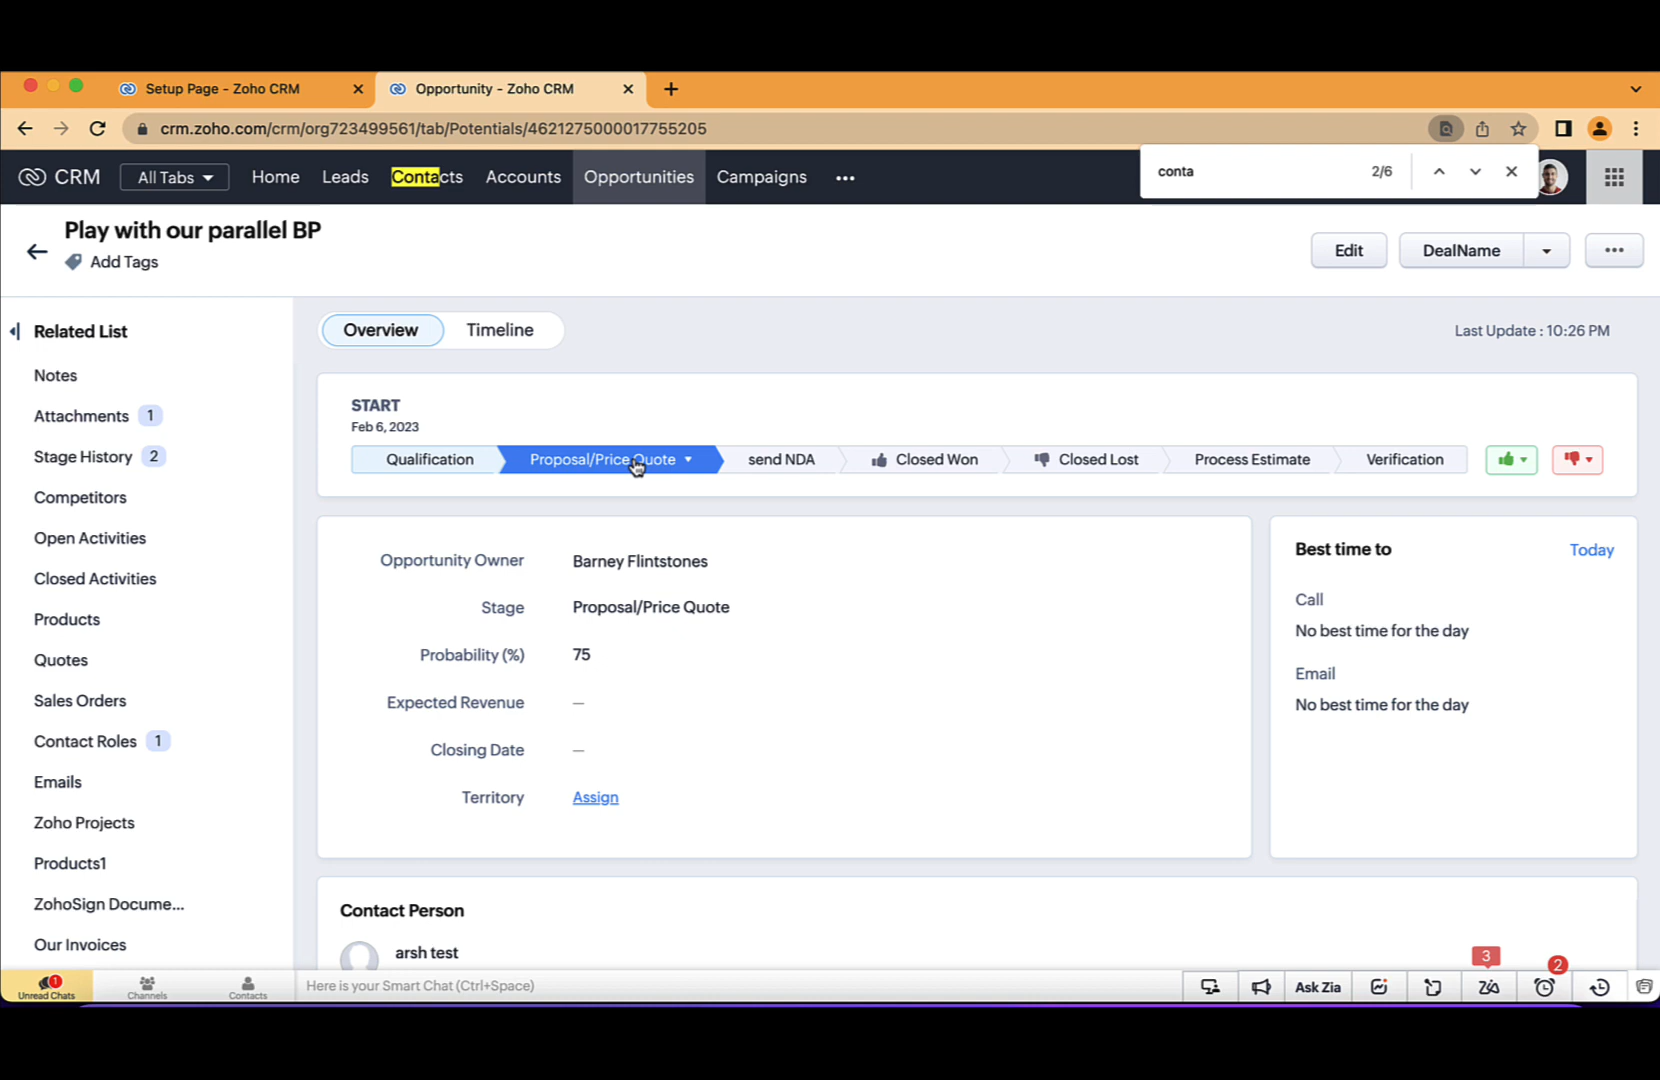 Setup Page - Zoho CRM
Opportunity - Zoho CRM
crm.zoho.com/crm/org723499561/tab/Potentials/4621275000017755205
CRM
All Tabs
Home
Leads
Contacts
Accounts
Opportunities
Campaigns
conta
2/6
Play with our parallel BP
Add Tags
Edit
DealName
Related List
Notes
Attachments 1
Stage History 2
Competitors
Open Activities
Closed Activities
Products
Quotes
Sales Orders
Contact Roles 1
Emails
Zoho Projects
Products1
ZohoSign Docume...
Our Invoices
Overview
Timeline
Last Update : 10:26 PM
START
Feb 6, 2023
Qualification
Proposal/Price Quote
send NDA
Closed Won
Closed Lost
Process Estimate
Verification
Opportunity Owner Barney Flintstones
Stage Proposal/Price Quote
Probability (%) 75
Expected Revenue —
Closing Date —
Territory Assign
Best time to
Today
Call
No best time for the day
Email
No best time for the day
Contact Person
arsh test
1
Unread Chats
Channels
Contacts
Here is your Smart Chat (Ctrl+Space)
Ask Zia
3
2